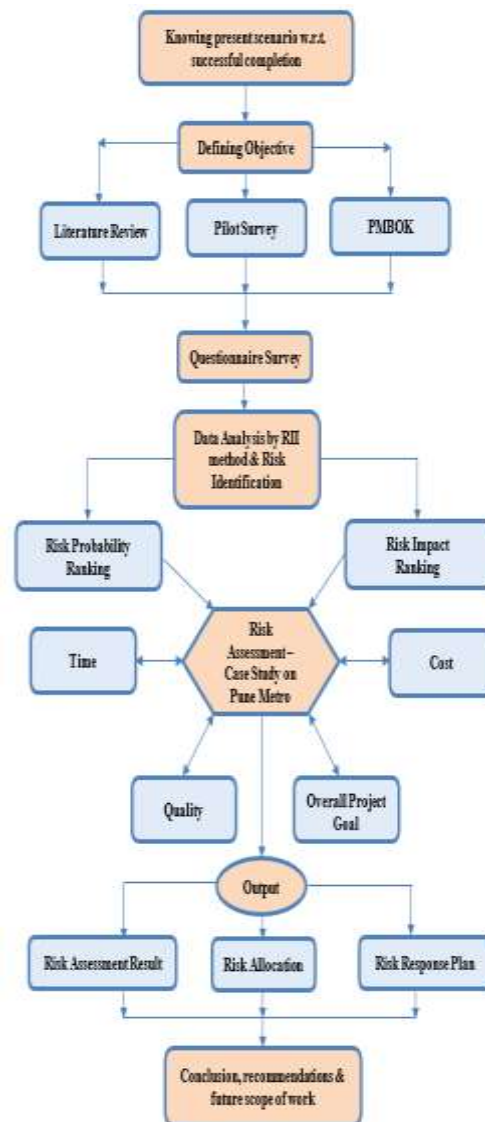 Knowing present scenario w.r.t.
successful completion
Defining Objective
Literature Review
Pilot Survey
PMBOK
Questionnaire Survey
Data Analysis by RII
method & Risk
Identification
Risk Probability
Ranking
Risk Impact
Ranking
Risk
Assessment–
Case Study on
Pune Metro
Time
Cost
Quality
Overall Project
Goal
Output
Risk Assessment Result
Risk Allocation
Risk Response Plan
Conclusion, recommendations &
future scope of work